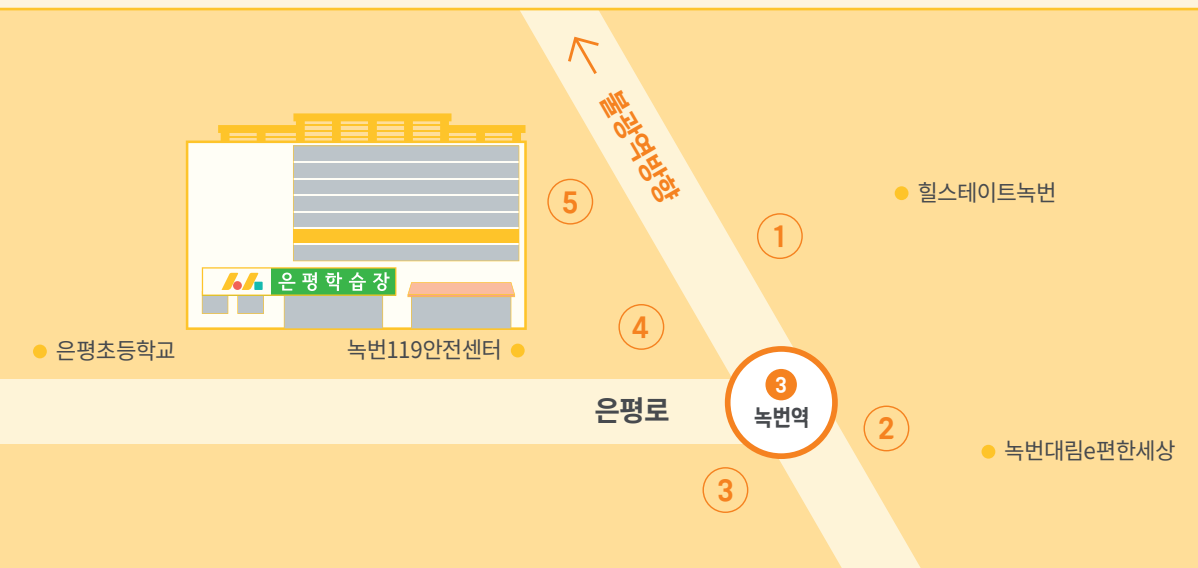 불광역방향
힐스테이트녹번
5
1
은평학습장
4
은평초등학교
녹번119안전센터
3
녹번역
은평로
2
녹번대림e편한세상
3